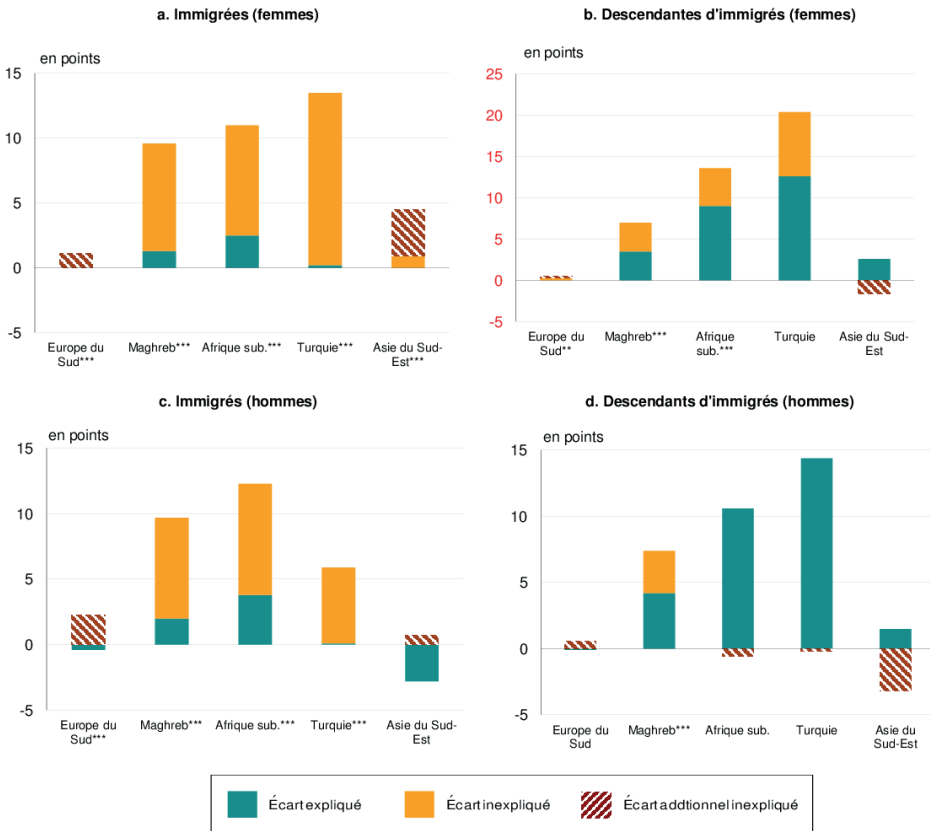 a. Immigrées (femmes)
en points
15
10
5
0
-5
Europe du
Sud***
Maghreb***
Afrique sub.***
Turquie***
Asie du Sud-
Est***
b. Descendantes d'immigrés (femmes)
en points
25
20
15
10
5
0
-5
Europe du
Sud**
Maghreb***
Afrique
sub.***
Turquie
Asie du Sud-
Est
c. Immigrés (hommes)
en points
15
10
5
0
-5
Europe du
Sud***
Maghreb***
Afrique sub.***
Turquie***
Asie du Sud-
Est
d. Descendants d'immigrés (hommes)
en points
15
10
5
0
-5
Europe du
Sud
Maghreb***
Afrique sub.
Turquie
Asie du
Sud-Est
Écart expliqué
Écart inexpliqué
Écart addtionnel inexpliqué